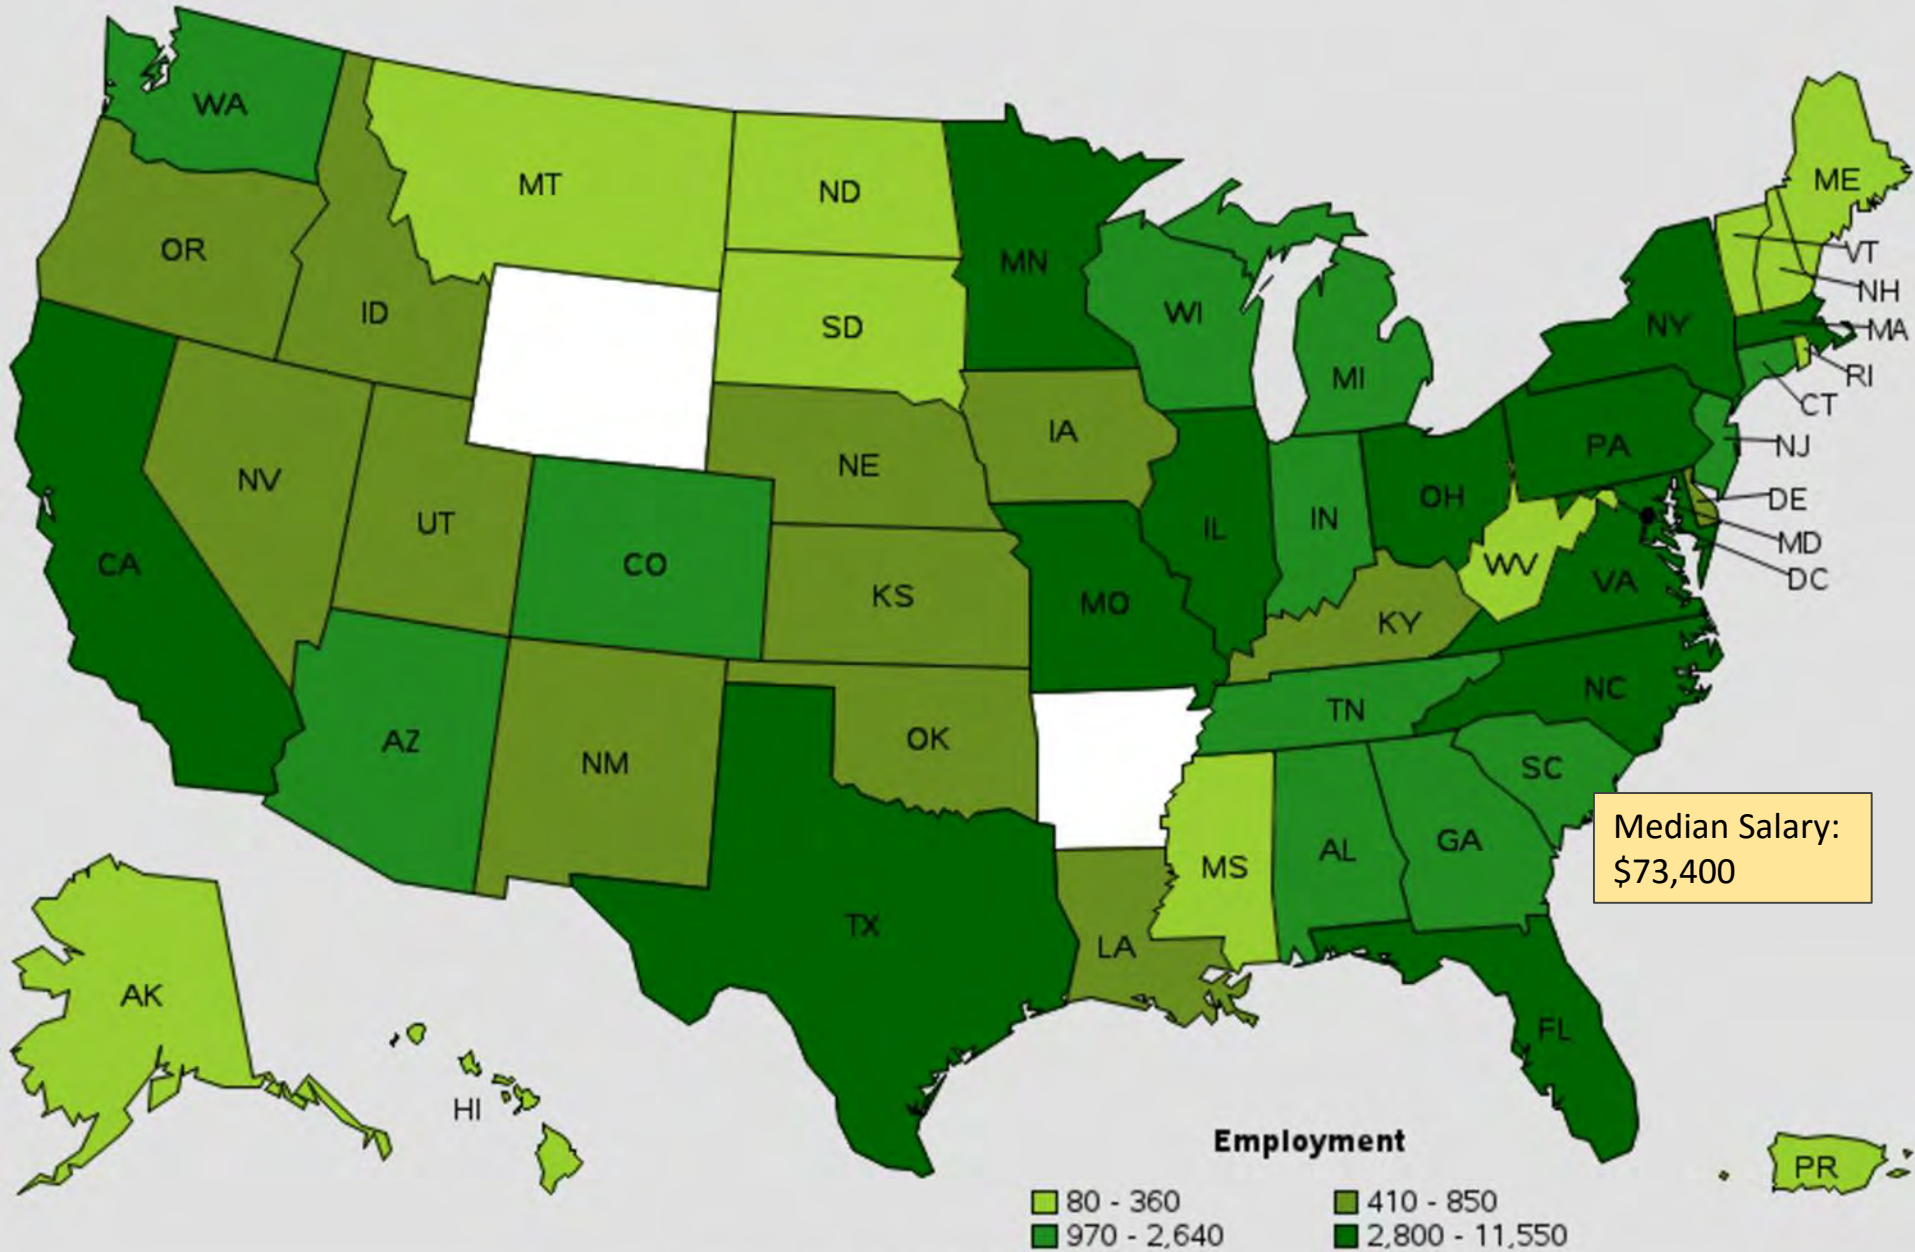 WA
MT
ND
ME
OR
ID
MN
VT
NH
SD
WI
NY
MA
MI
RI
CT
IA
NV
NE
PA
NJ
UT
OH
DE
IN
IL
CA
CO
WV
MD
VA
DC
KS
MO
KY
NC
TN
AZ
NM
OK
SC
Median Salary:
$73,400
GA
AL
MS
TX
LA
AK
FL
HI
Employment
PR
80 - 360
410 - 850
970 - 2,640
2,800 - 11,550